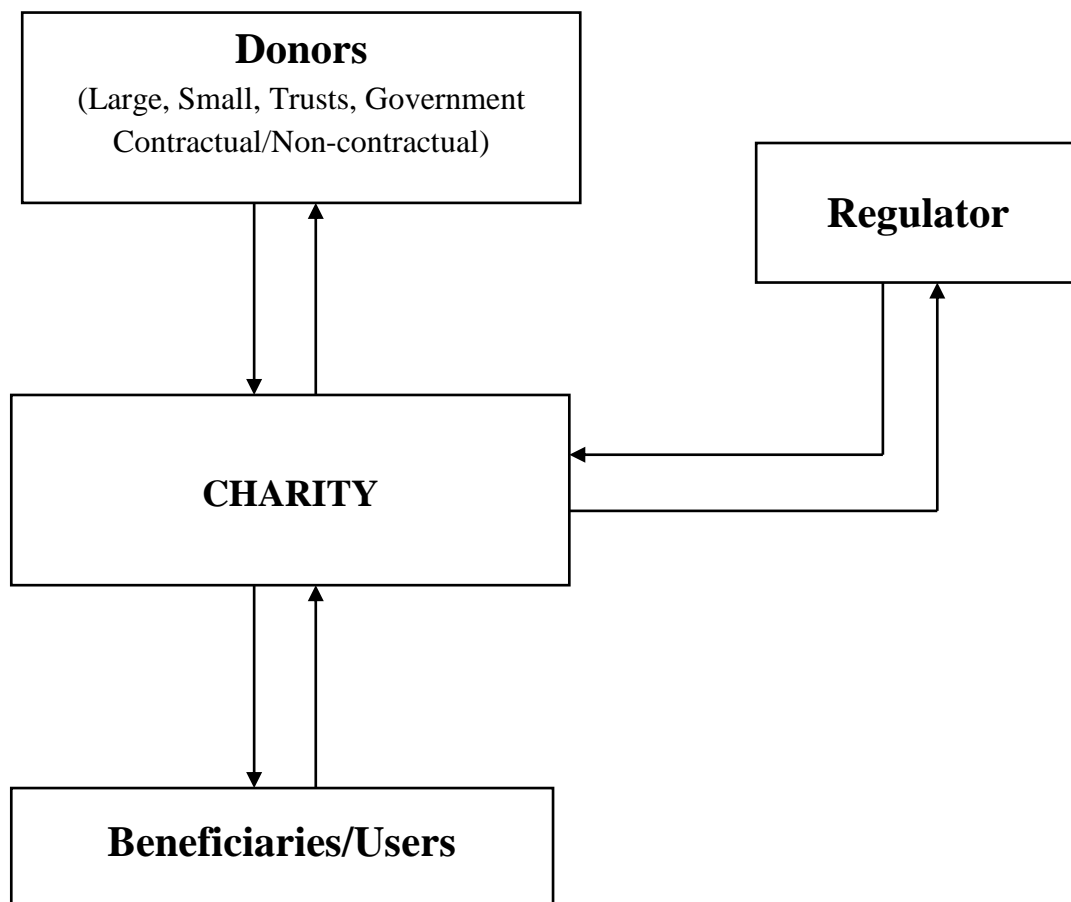 Donors
(Large, Small, Trusts, Government
Contractual/Non-contractual)
Regulator
CHARITY
Beneficiaries/Users